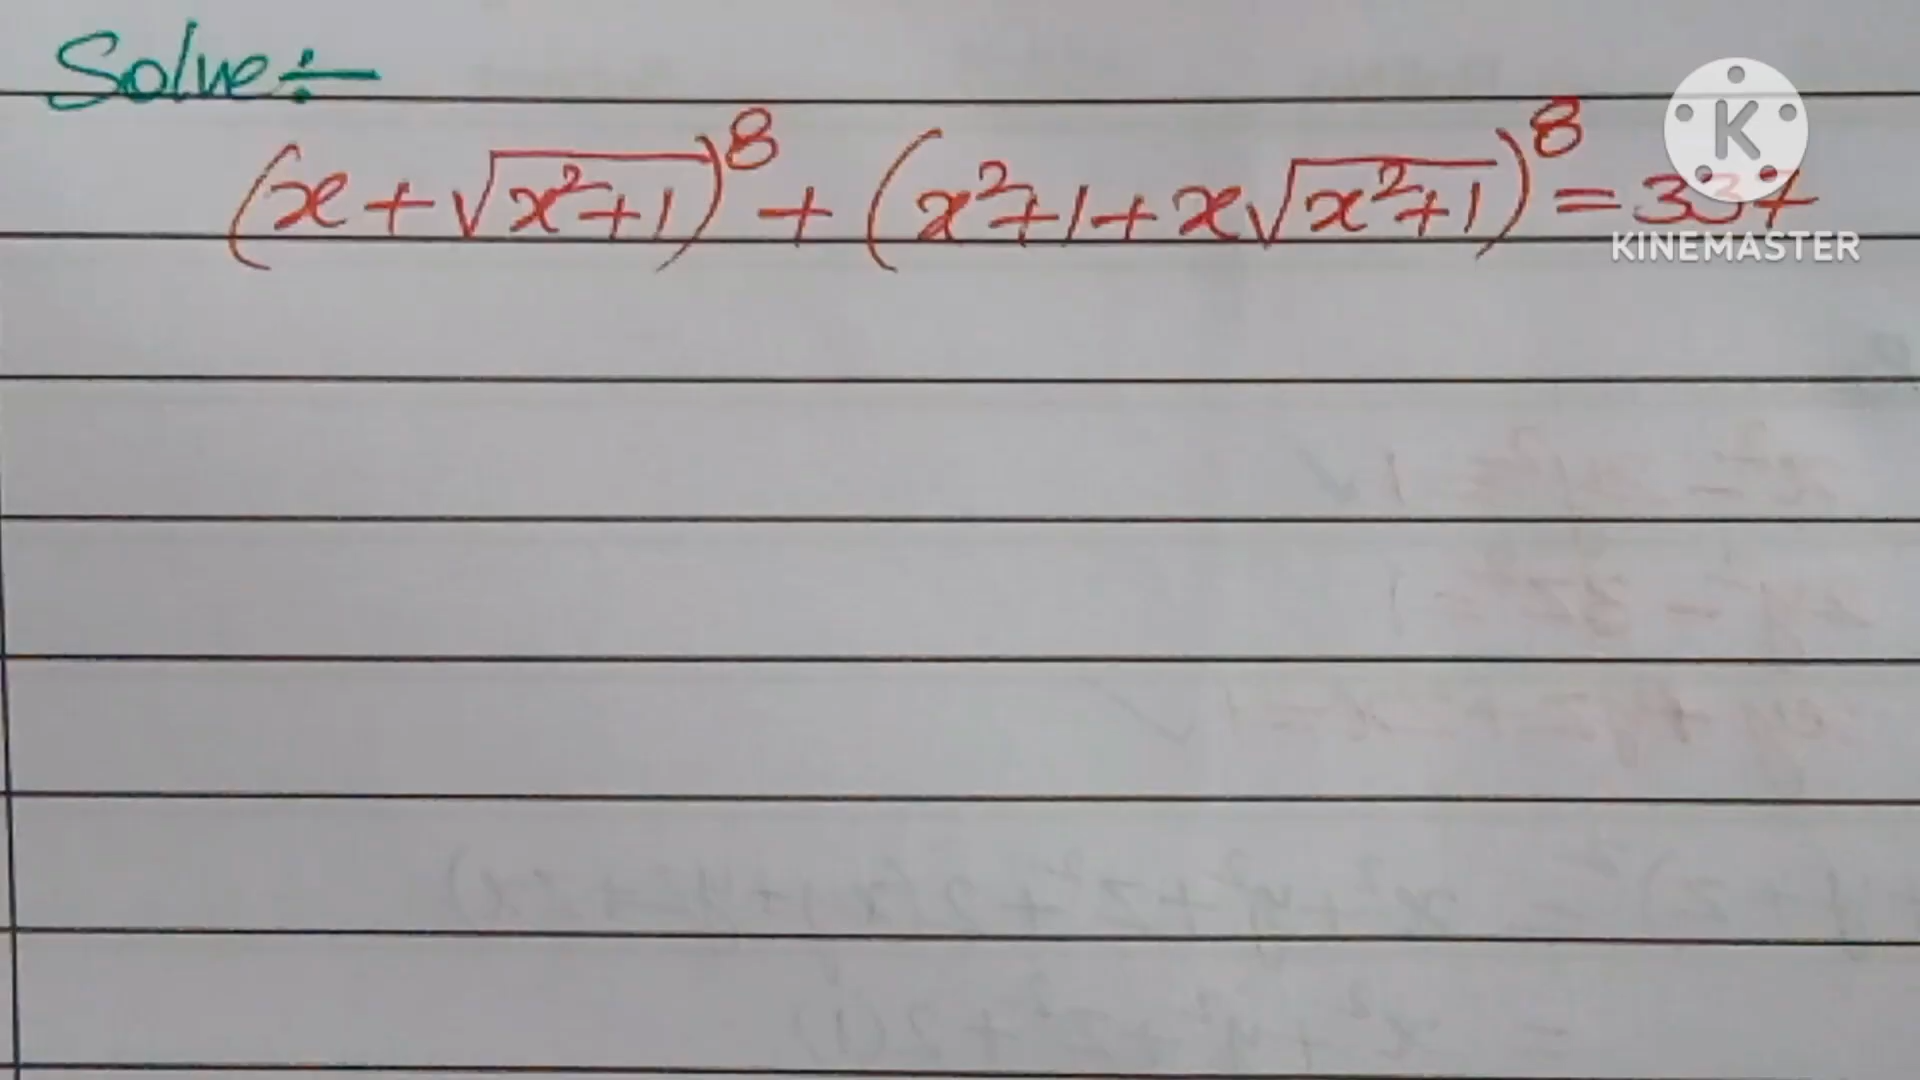 Solve÷
(x+√(x²+1))⁸ + (x²+1+x√(x²+1))⁸ = 337
K
KINEMASTER